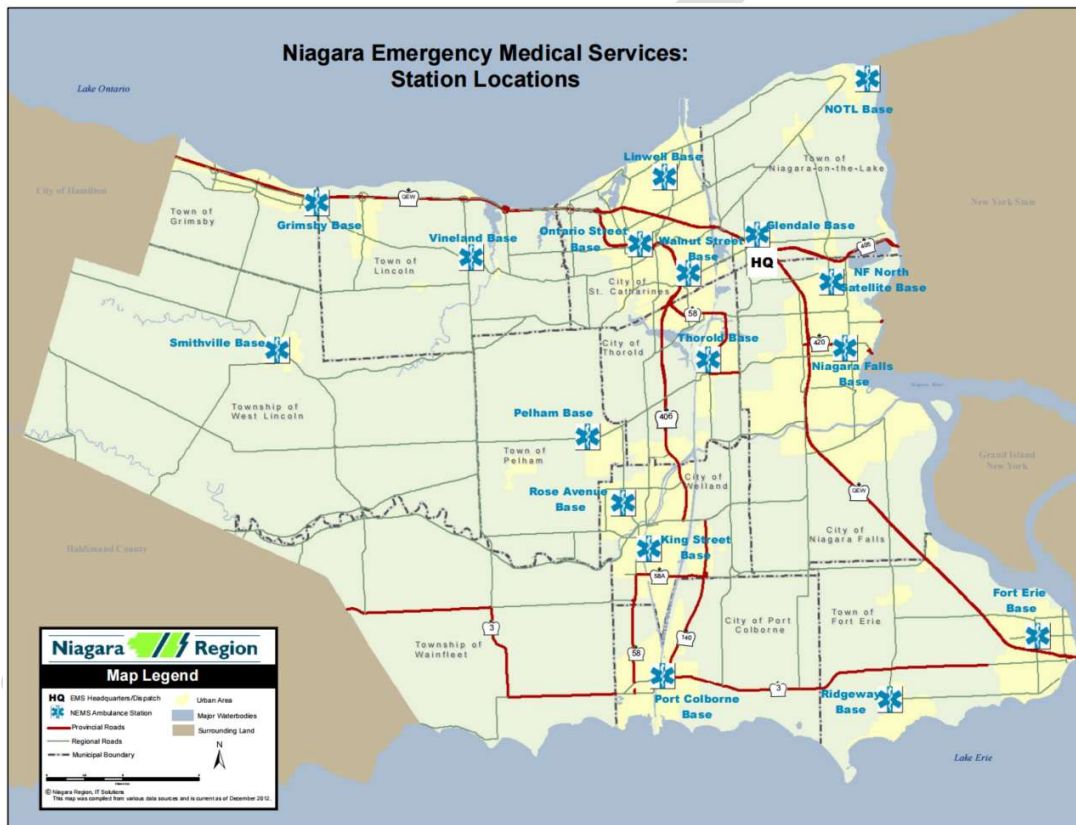 Niagara Emergency Medical Services:
Station Locations
Lake Ontario
NOTL Base
Linwell Base
Town of
Niagara-on-the-Lake
City of Hamilton
New York State
QEW
Town of
Grimsby
Grimsby Base
Glendale Base
Vineland Base
Ontario Street
Base
Walnut Street
Base
405
HQ
Town of
Lincoln
NF North
Satellite Base
City of
St. Catharines
58
City of
Thorold
Thorold Base
420
Smithville Base
Niagara Falls
Base
Niagara River
Township of
West Lincoln
Pelham Base
406
Town of
Pelham
Grand Island
New York
City of
Welland
Rose Avenue
Base
QEW
City of
Niagara Falls
King Street
Base
Haldimand County
58A
Fort Erie
Base
Town of
Fort Erie
City of Port
Colborne
3
140
Township of
Wainfleet
58
3
Port Colborne
Base
Ridgeway
Base
Lake Erie
Niagara Region
Map Legend
HQ EMS Headquarters/Dispatch
NEMS Ambulance Station
Provincial Roads
Regional Roads
Municipal Boundary
Urban Area
Major Waterbodies
Surrounding Land
N
© Niagara Region, IT Solutions
This map was compiled from various data sources and is current as of December 2012.